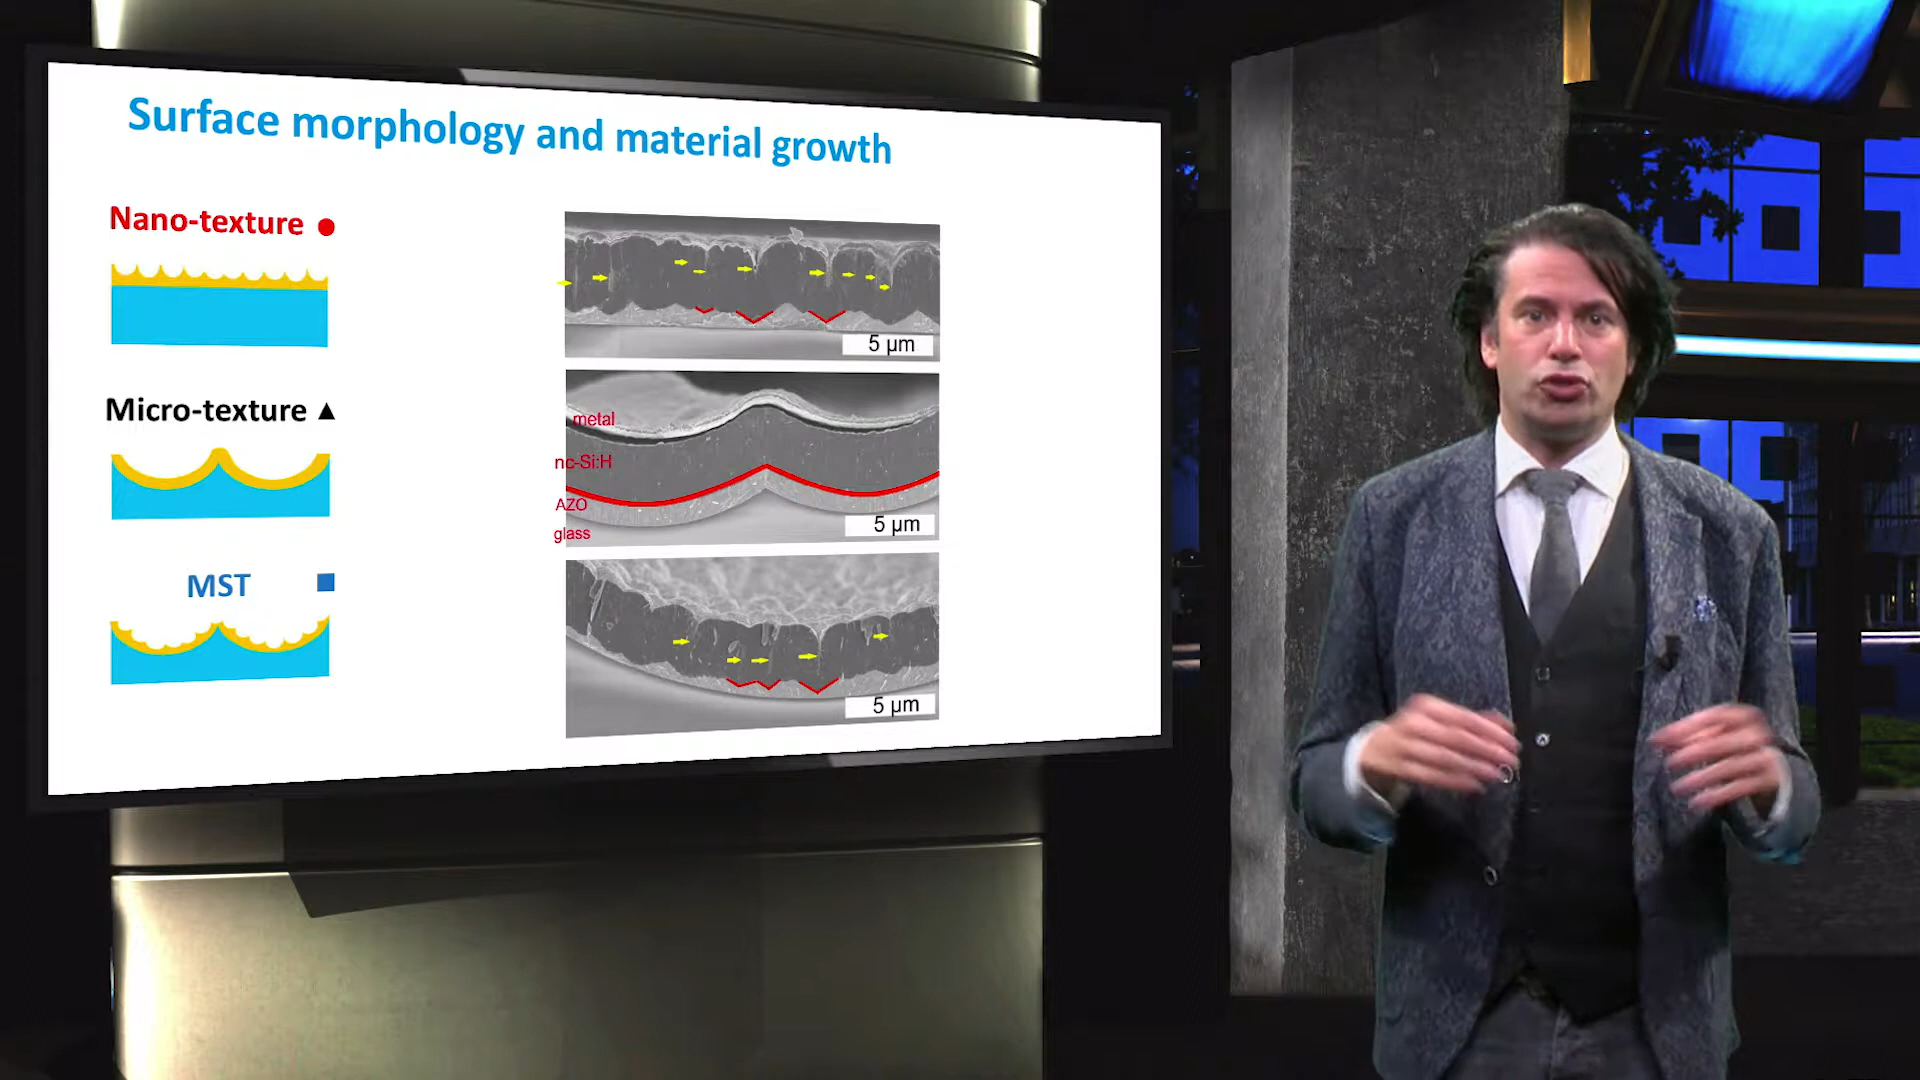 Surface morphology and material growth
Nano-texture
5 µm
Micro-texture
metal
nc-Si:H
AZO
glass
5 µm
MST
5 µm